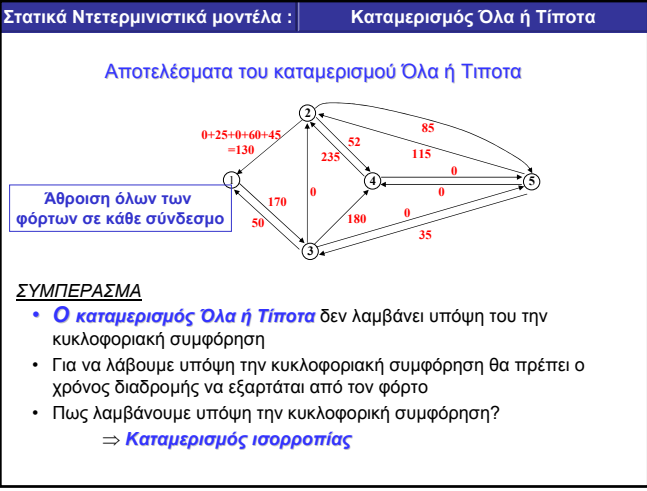 Στατικά Ντετερμινιστικά μοντέλα : Καταμερισμός Όλα ή Τίποτα
Αποτελέσματα του καταμερισμού Όλα ή Τιποτα
2
0+25+0+60+45
=130
85
52
115
235
1
4
0
5
0
Άθροιση όλων των
φόρτων σε κάθε σύνδεσμο
170
0
50
180
0
35
3
ΣΥΜΠΕΡΑΣΜΑ
• Ο καταμερισμός Όλα ή Τίποτα δεν λαμβάνει υπόψη του την
κυκλοφοριακή συμφόρηση
• Για να λάβουμε υπόψη την κυκλοφοριακή συμφόρηση θα πρέπει ο
χρόνος διαδρομής να εξαρτάται από τον φόρτο
• Πως λαμβάνουμε υπόψη την κυκλοφορική συμφόρηση?
⇒ Καταμερισμός ισορροπίας